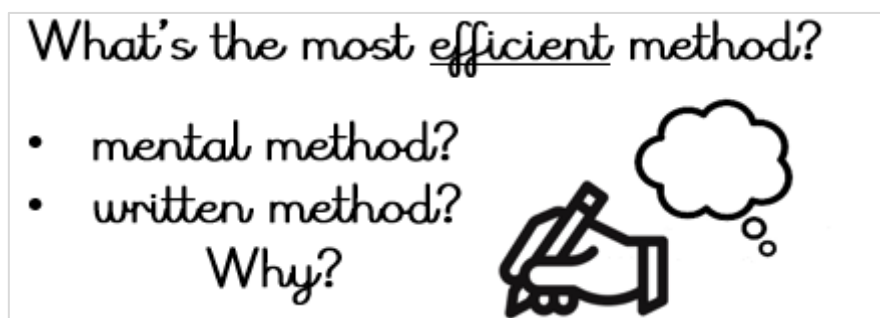 What's the most efficient method?
• mental method?
• written method?
Why?